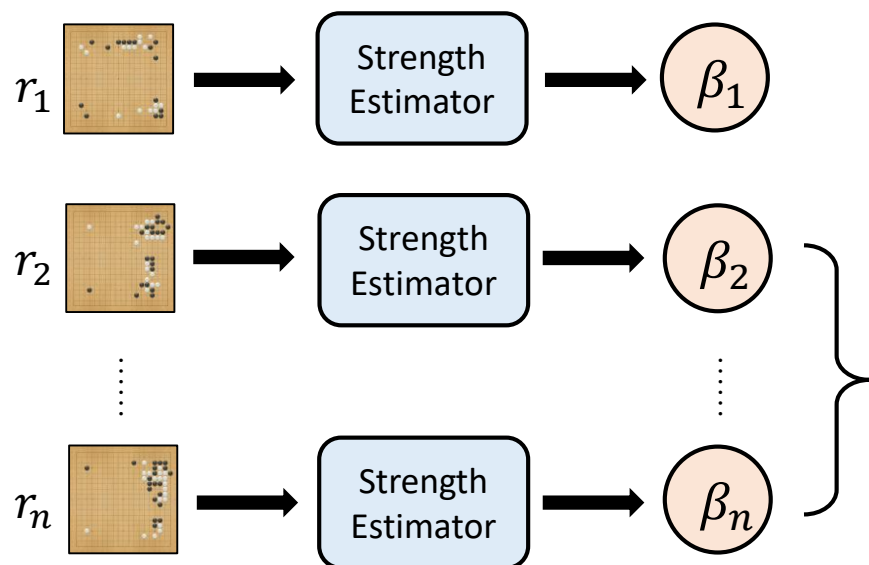 r₁
Strength
Estimator
β₁
r₂
Strength
Estimator
β₂
rₙ
Strength
Estimator
βₙ